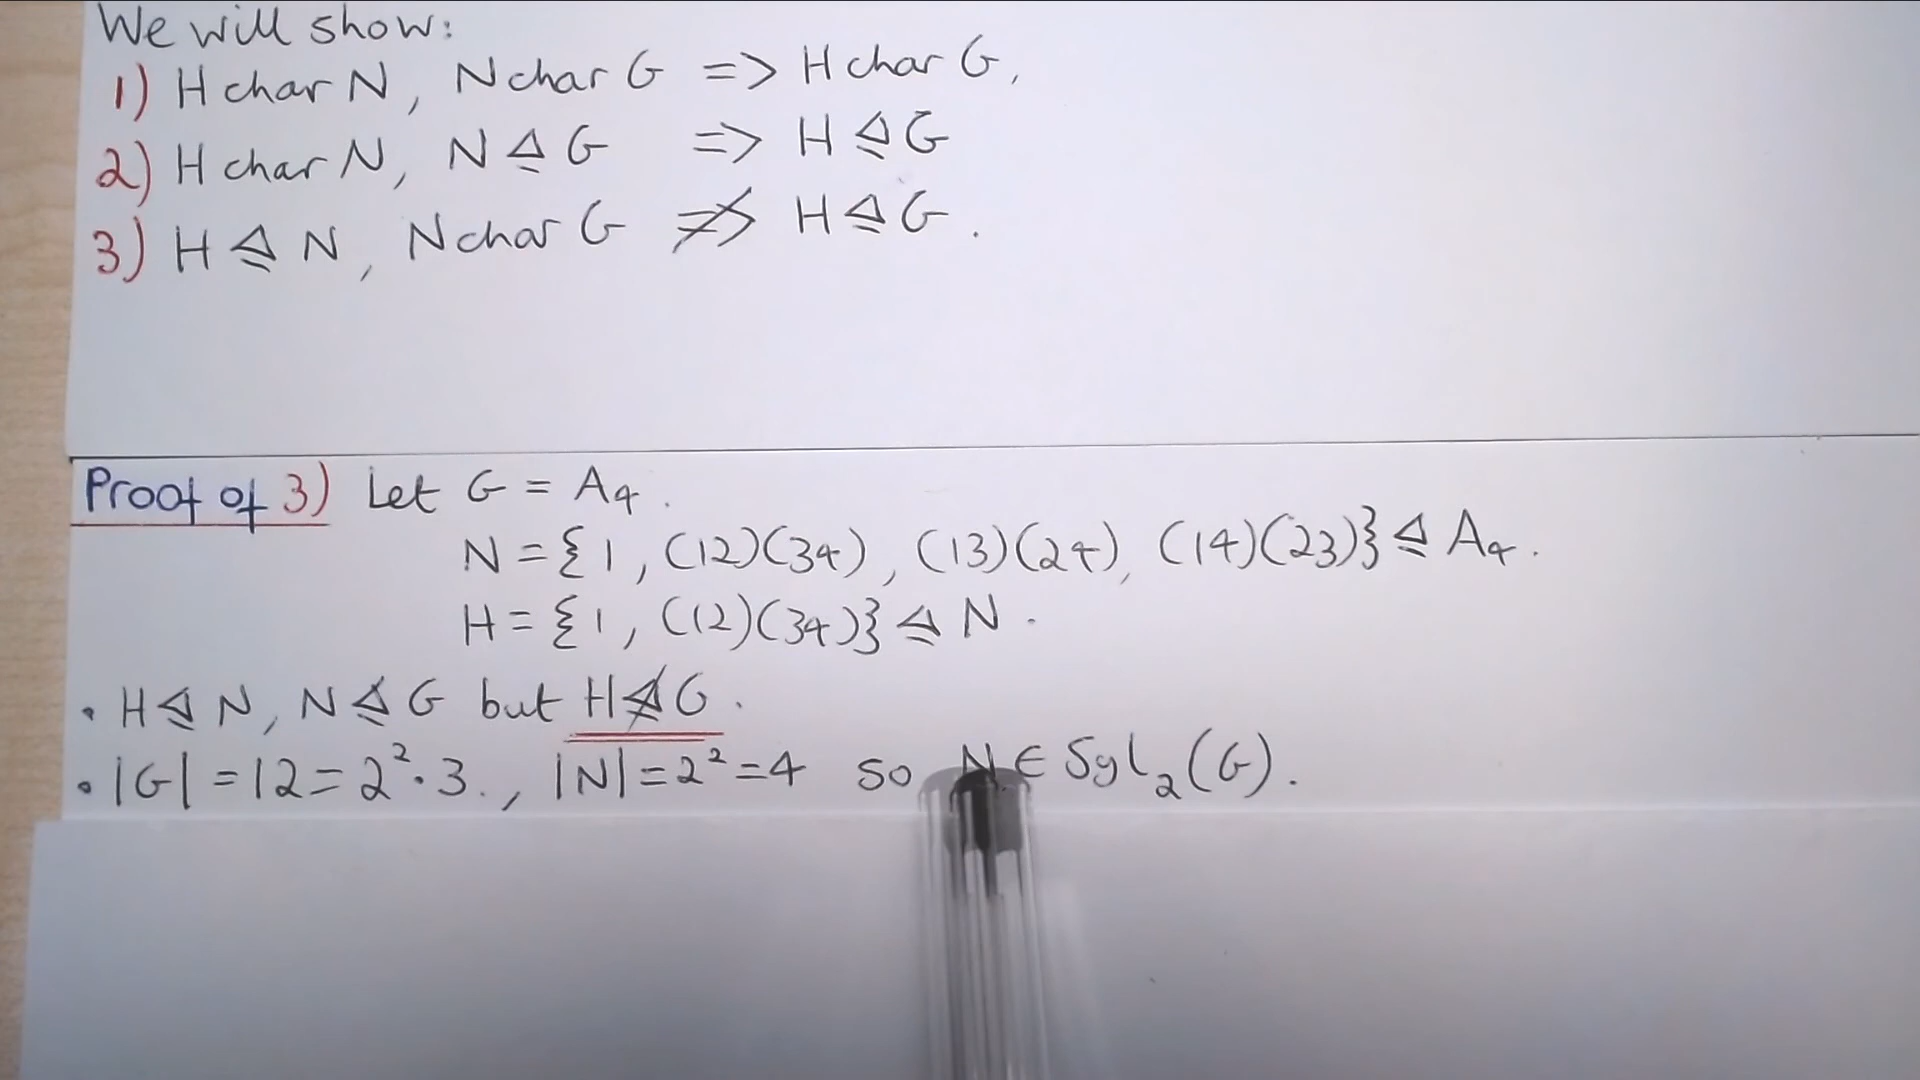 We will show:
1) H char N, N char G => H char G,
2) H char N, N ⊴ G => H ⊴ G
3) H ⊴ N, N char G ≠> H ⊴ G.
Proof of 3) Let G = A₄.
N = {1, (12)(34), (13)(24), (14)(23)} ⊴ A₄.
H = {1, (12)(34)} ⊴ N.
• H ⊴ N, N ⊴ G but H ⋬ G.
• |G| = 12 = 2²·3., |N| = 2² = 4 so N ∈ Syl₂(G).